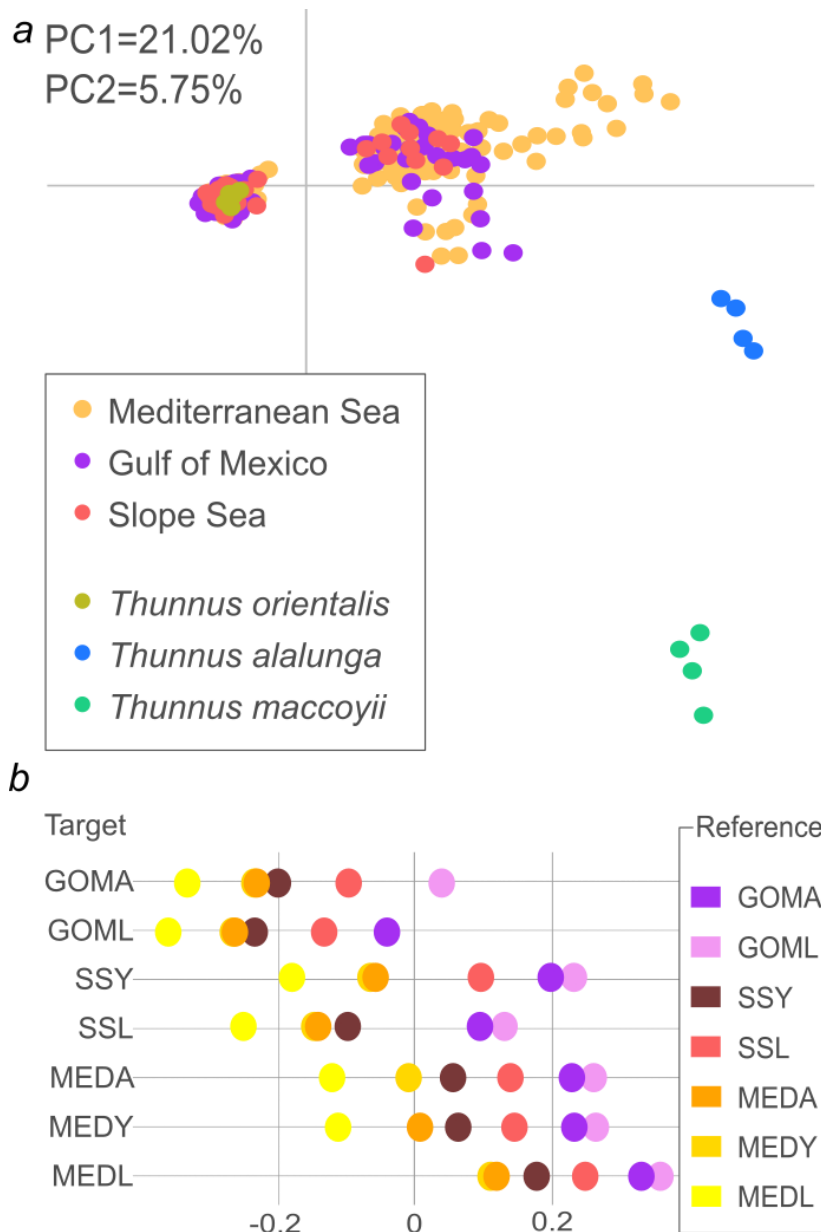 a
PC1=21.02%
PC2=5.75%
Mediterranean Sea
Gulf of Mexico
Slope Sea
Thunnus orientalis
Thunnus alalunga
Thunnus maccoyii
b
Target
Reference
GOMA
GOML
SSY
SSL
MEDA
MEDY
MEDL
GOMA
GOML
SSY
SSL
MEDA
MEDY
MEDL
-0.2 0 0.2